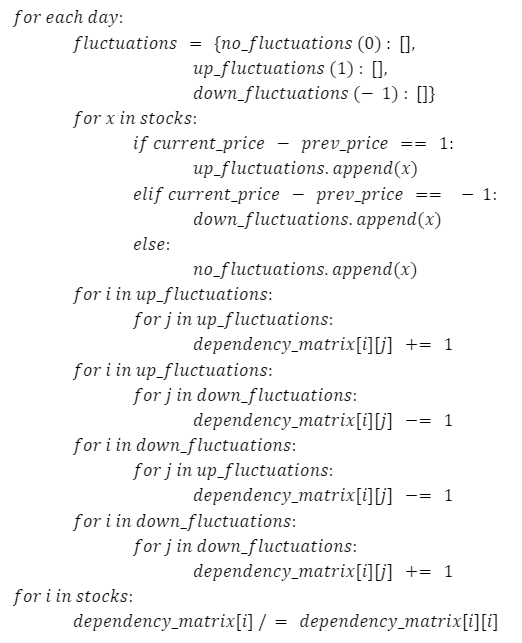 for each day:
fluctuations = {no_fluctuations (0) : [],
up_fluctuations (1) : [],
down_fluctuations (− 1) : []}
for x in stocks:
if current_price − prev_price == 1:
up_fluctuations. append(x)
elif current_price − prev_price == − 1:
down_fluctuations. append(x)
else:
no_fluctuations. append(x)
for i in up_fluctuations:
for j in up_fluctuations:
dependency_matrix[i][j] += 1
for i in up_fluctuations:
for j in down_fluctuations:
dependency_matrix[i][j] −= 1
for i in down_fluctuations:
for j in up_fluctuations:
dependency_matrix[i][j] −= 1
for i in down_fluctuations:
for j in down_fluctuations:
dependency_matrix[i][j] += 1
for i in stocks:
dependency_matrix[i] / = dependency_matrix[i][i]